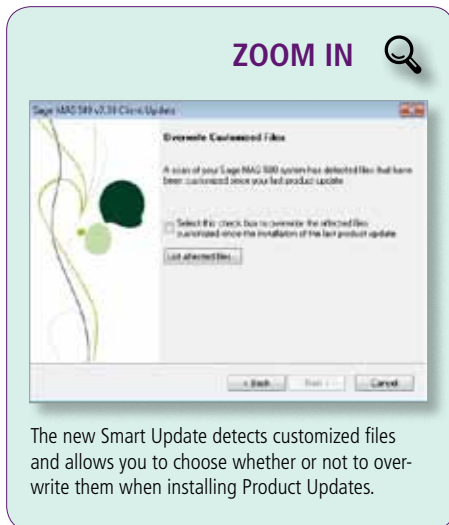 ZOOM IN
Sage MAS 500 v7.30 Client Update
Overwrite Customized Files
A scan of your Sage MAS 500 system has detected files that have
been customized since your last product update
Select this check box to overwrite the affected files
customized since the installation of the last product update
List affected files...
< Back
Next >
Cancel
The new Smart Update detects customized files
and allows you to choose whether or not to over-
write them when installing Product Updates.